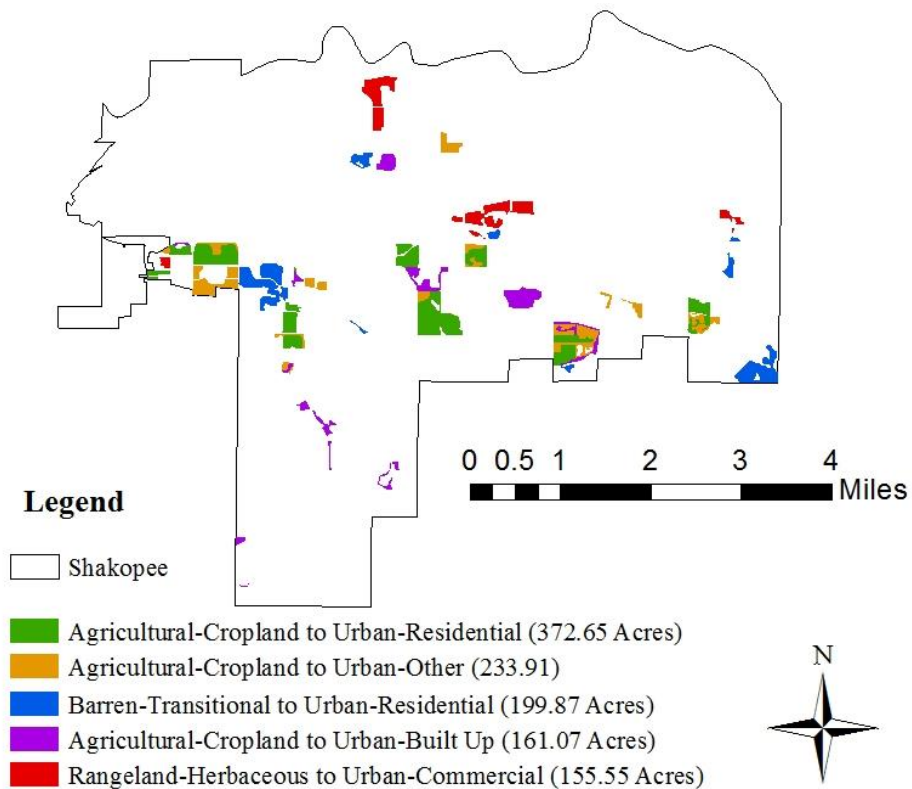 0 0.5 1 2 3 4
Miles
Legend
Shakopee
Agricultural-Cropland to Urban-Residential (372.65 Acres)
Agricultural-Cropland to Urban-Other (233.91)
Barren-Transitional to Urban-Residential (199.87 Acres)
Agricultural-Cropland to Urban-Built Up (161.07 Acres)
Rangeland-Herbaceous to Urban-Commercial (155.55 Acres)
N